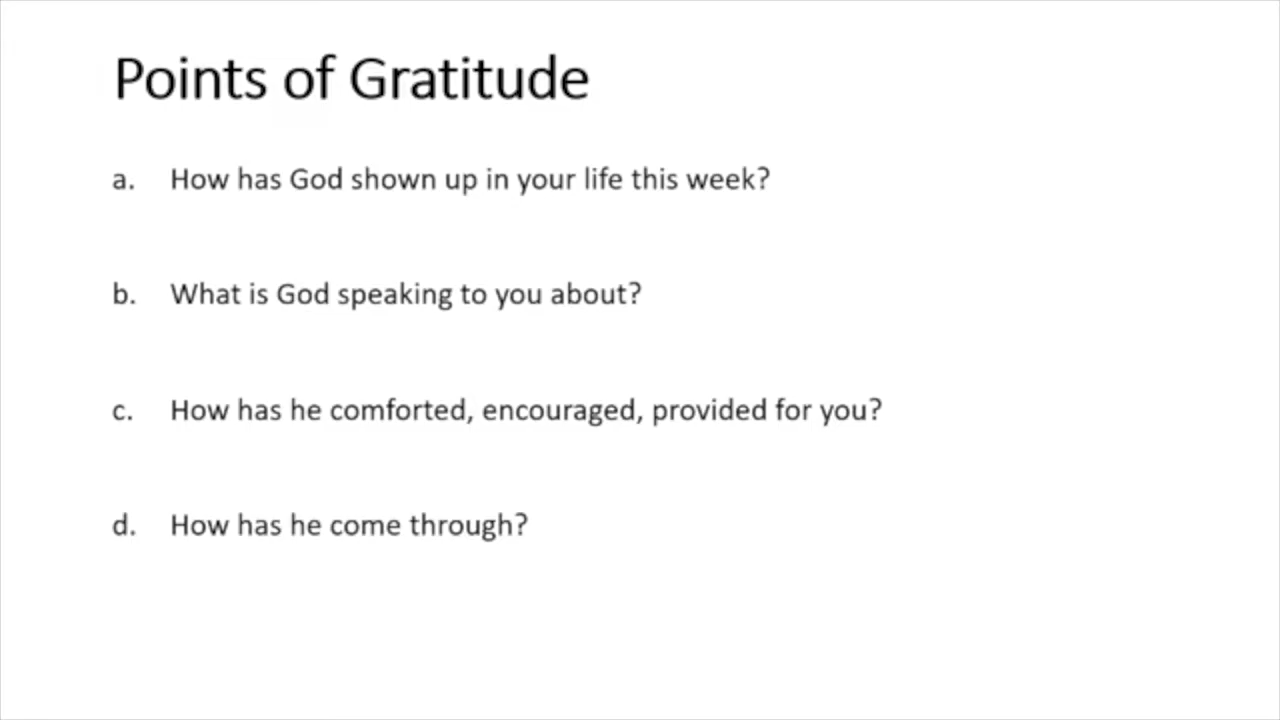 Points of Gratitude
a. How has God shown up in your life this week?
b. What is God speaking to you about?
c. How has he comforted, encouraged, provided for you?
d. How has he come through?